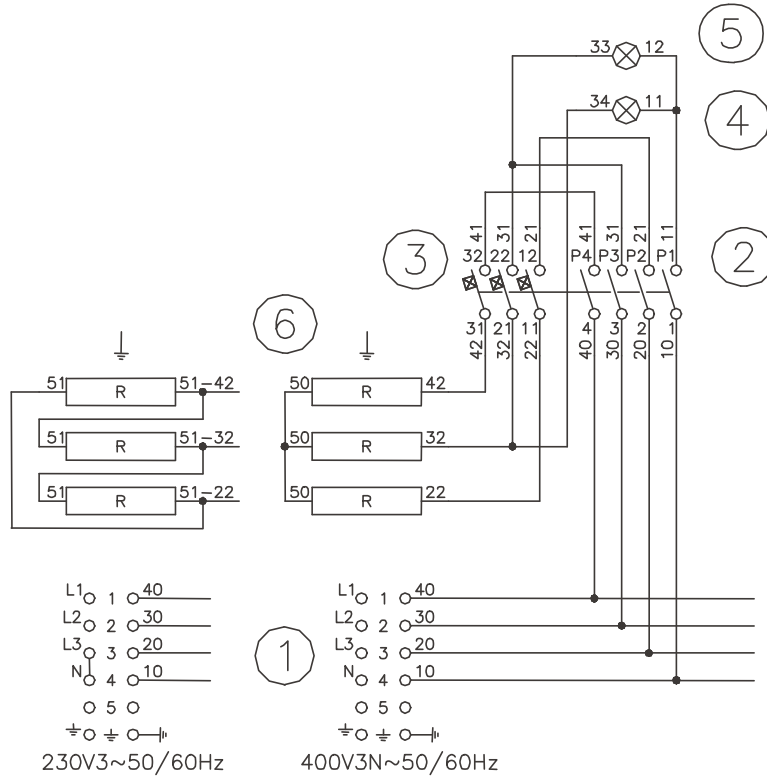 33 12 5
34 11 4
41 31 21 41 31 21 11
3 32 22 12 P4 P3 P2 P1 2
6 31 21 11 4 3 2 1
42 32 22 40 30 20 10
51 R 51-42 50 R 42
51 R 51-32 50 R 32
51 R 51-22 50 R 22
L1 1 40 L1 1 40
L2 2 30 L2 2 30
L3 3 20 1 L3 3 20
N 4 10 N 4 10
5 5
230V3~50/60Hz 400V3N~50/60Hz